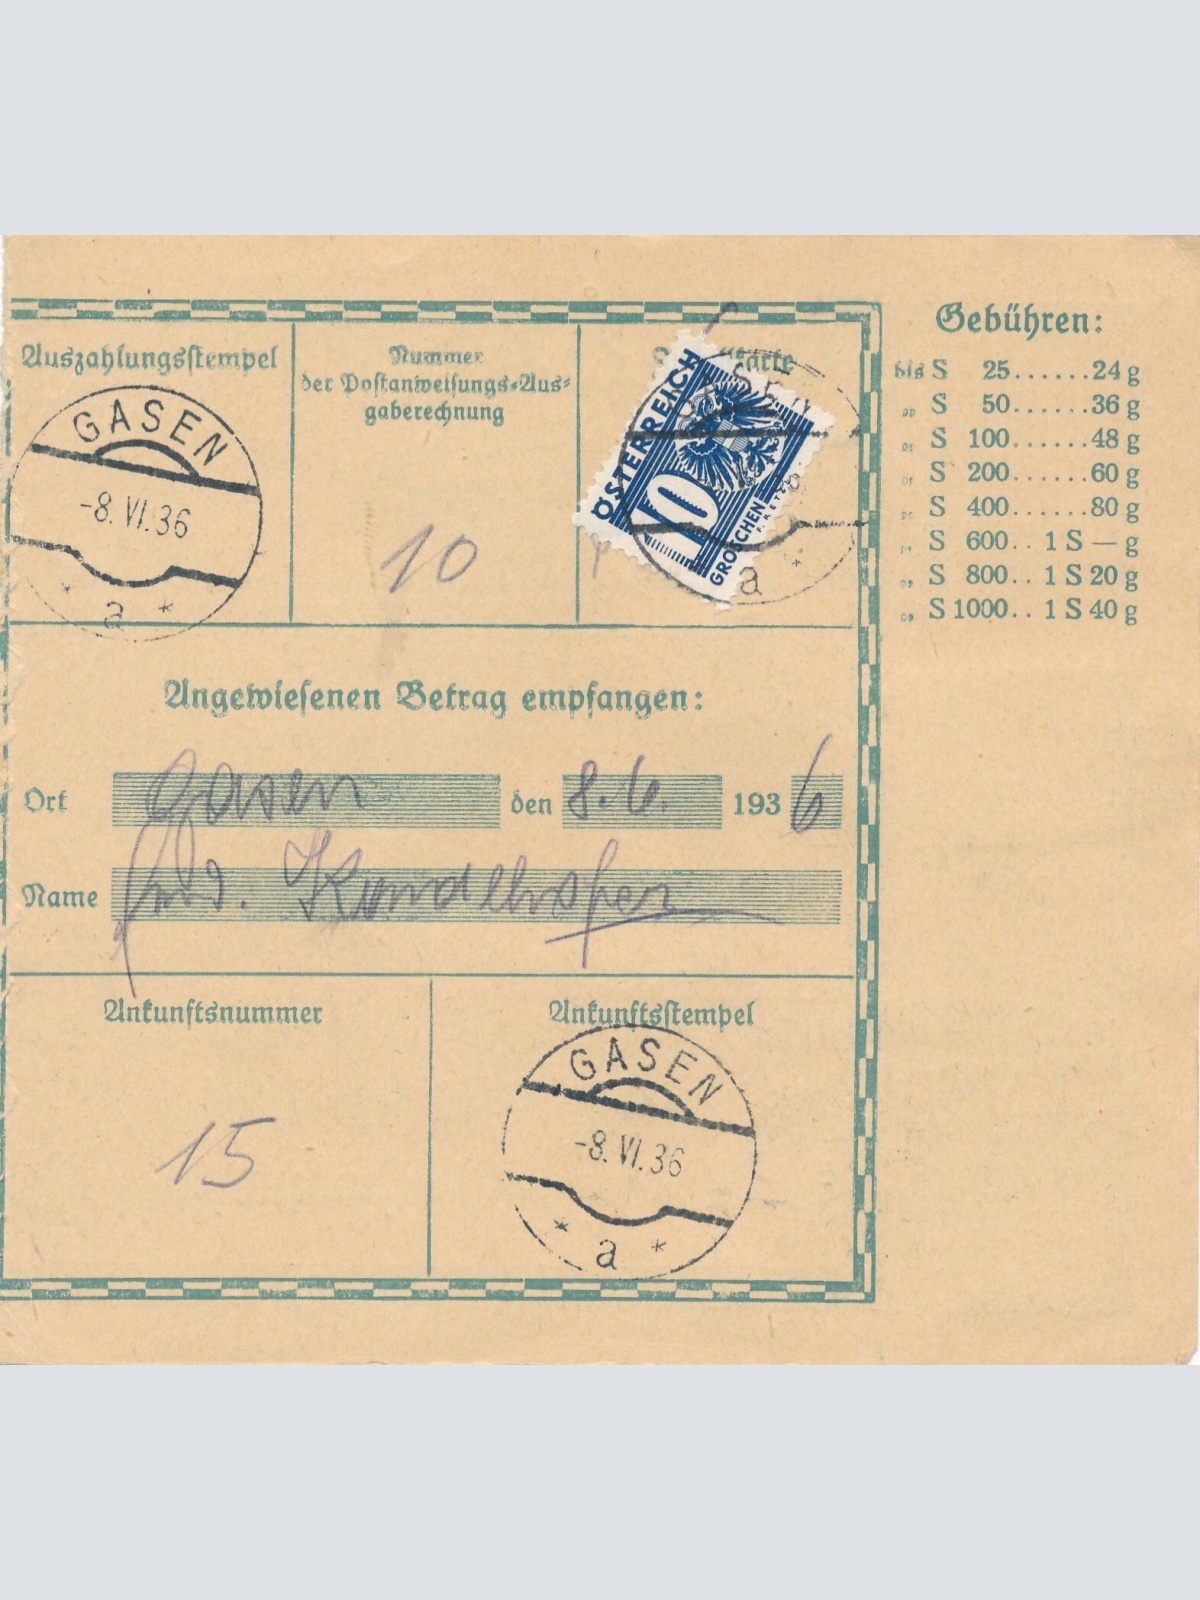 Gebühren:
bis S 25......24 g
„ S 50......36 g
„ S 100......48 g
„ S 200......60 g
„ S 400......80 g
„ S 600.. 1 S — g
„ S 800.. 1 S 20 g
„ S 1000.. 1 S 40 g
Auszahlungsstempel
GASEN
-8. VI. 36
* a *
Nummer
der Postanweisungs-Aus-
gaberechnung
10
ÖSTERREICH
10
GROSCHEN
a *
Angewiesenen Betrag empfangen:
Ort Gasen den 8. 6. 1936
Name
Ankunftsnummer
15
Ankunftsstempel
GASEN
-8. VI. 36
* a *